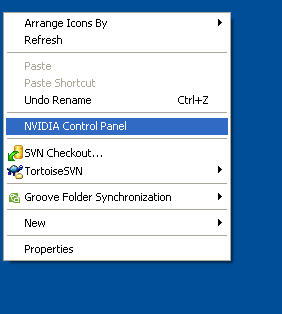 Arrange Icons By
Refresh
Paste
Paste Shortcut
Undo Rename Ctrl+Z
NVIDIA Control Panel
SVN Checkout...
TortoiseSVN
Groove Folder Synchronization
New
Properties